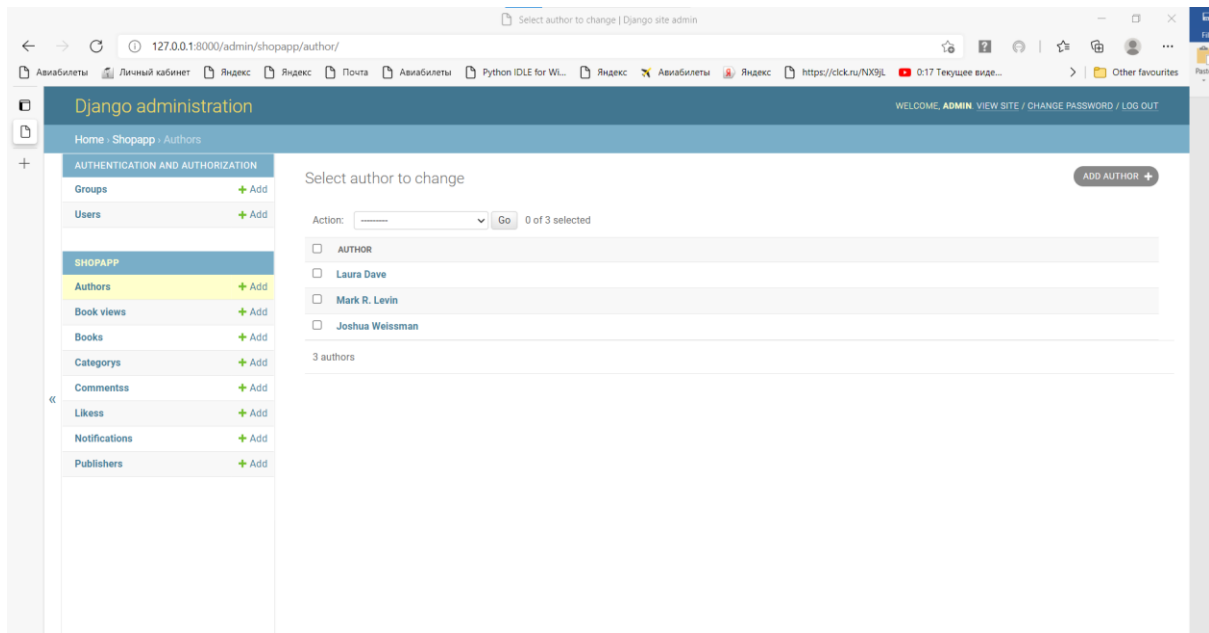 Select author to change | Django site admin
127.0.0.1:8000/admin/shopapp/author/
Авиабилеты Личный кабинет Яндекс Яндекс Почта Авиабилеты Python IDLE for Wi... Яндекс Авиабилеты Яндекс https://clck.ru/NX9jL 0:17 Текущее виде... Other favourites
Django administration
WELCOME, ADMIN. VIEW SITE / CHANGE PASSWORD / LOG OUT
Home › Shopapp › Authors
AUTHENTICATION AND AUTHORIZATION
Groups + Add
Users + Add
SHOPAPP
Authors + Add
Book views + Add
Books + Add
Categorys + Add
Commentss + Add
Likess + Add
Notifications + Add
Publishers + Add
«
Select author to change
ADD AUTHOR +
Action: --------- Go 0 of 3 selected
AUTHOR
Laura Dave
Mark R. Levin
Joshua Weissman
3 authors
Fil
Past